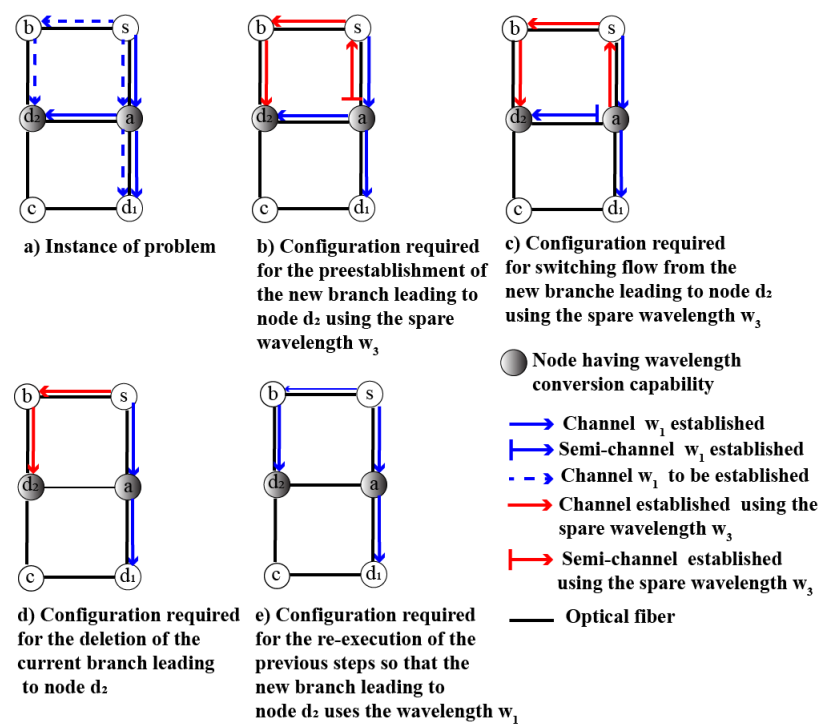 b
s
d₂
a
c
d₁
a) Instance of problem
b
s
d₂
a
c
d₁
b) Configuration required
for the preestablishment of
the new branch leading to
node d₂ using the spare
wavelength w₃
b
s
d₂
a
c
d₁
c) Configuration required
for switching flow from the
new branche leading to node d₂
using the spare wavelength w₃
Node having wavelength
conversion capability
Channel w₁ established
Semi-channel w₁ established
Channel w₁ to be established
Channel established using the
spare wavelength w₃
Semi-channel established
using the spare wavelength w₃
Optical fiber
b
s
d₂
a
c
d₁
d) Configuration required
for the deletion of the
current branch leading
to node d₂
b
s
d₂
a
c
d₁
e) Configuration required
for the re-execution of the
previous steps so that the
new branch leading to
node d₂ uses the wavelength w₁